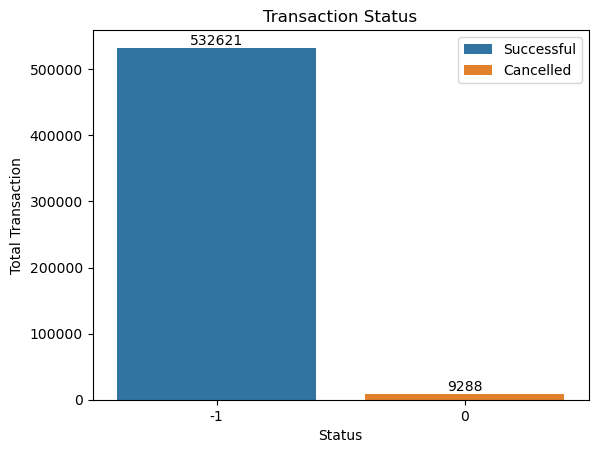 Transaction Status
532621
Successful
Cancelled
500000
400000
300000
200000
100000
0
Total Transaction
9288
-1
0
Status